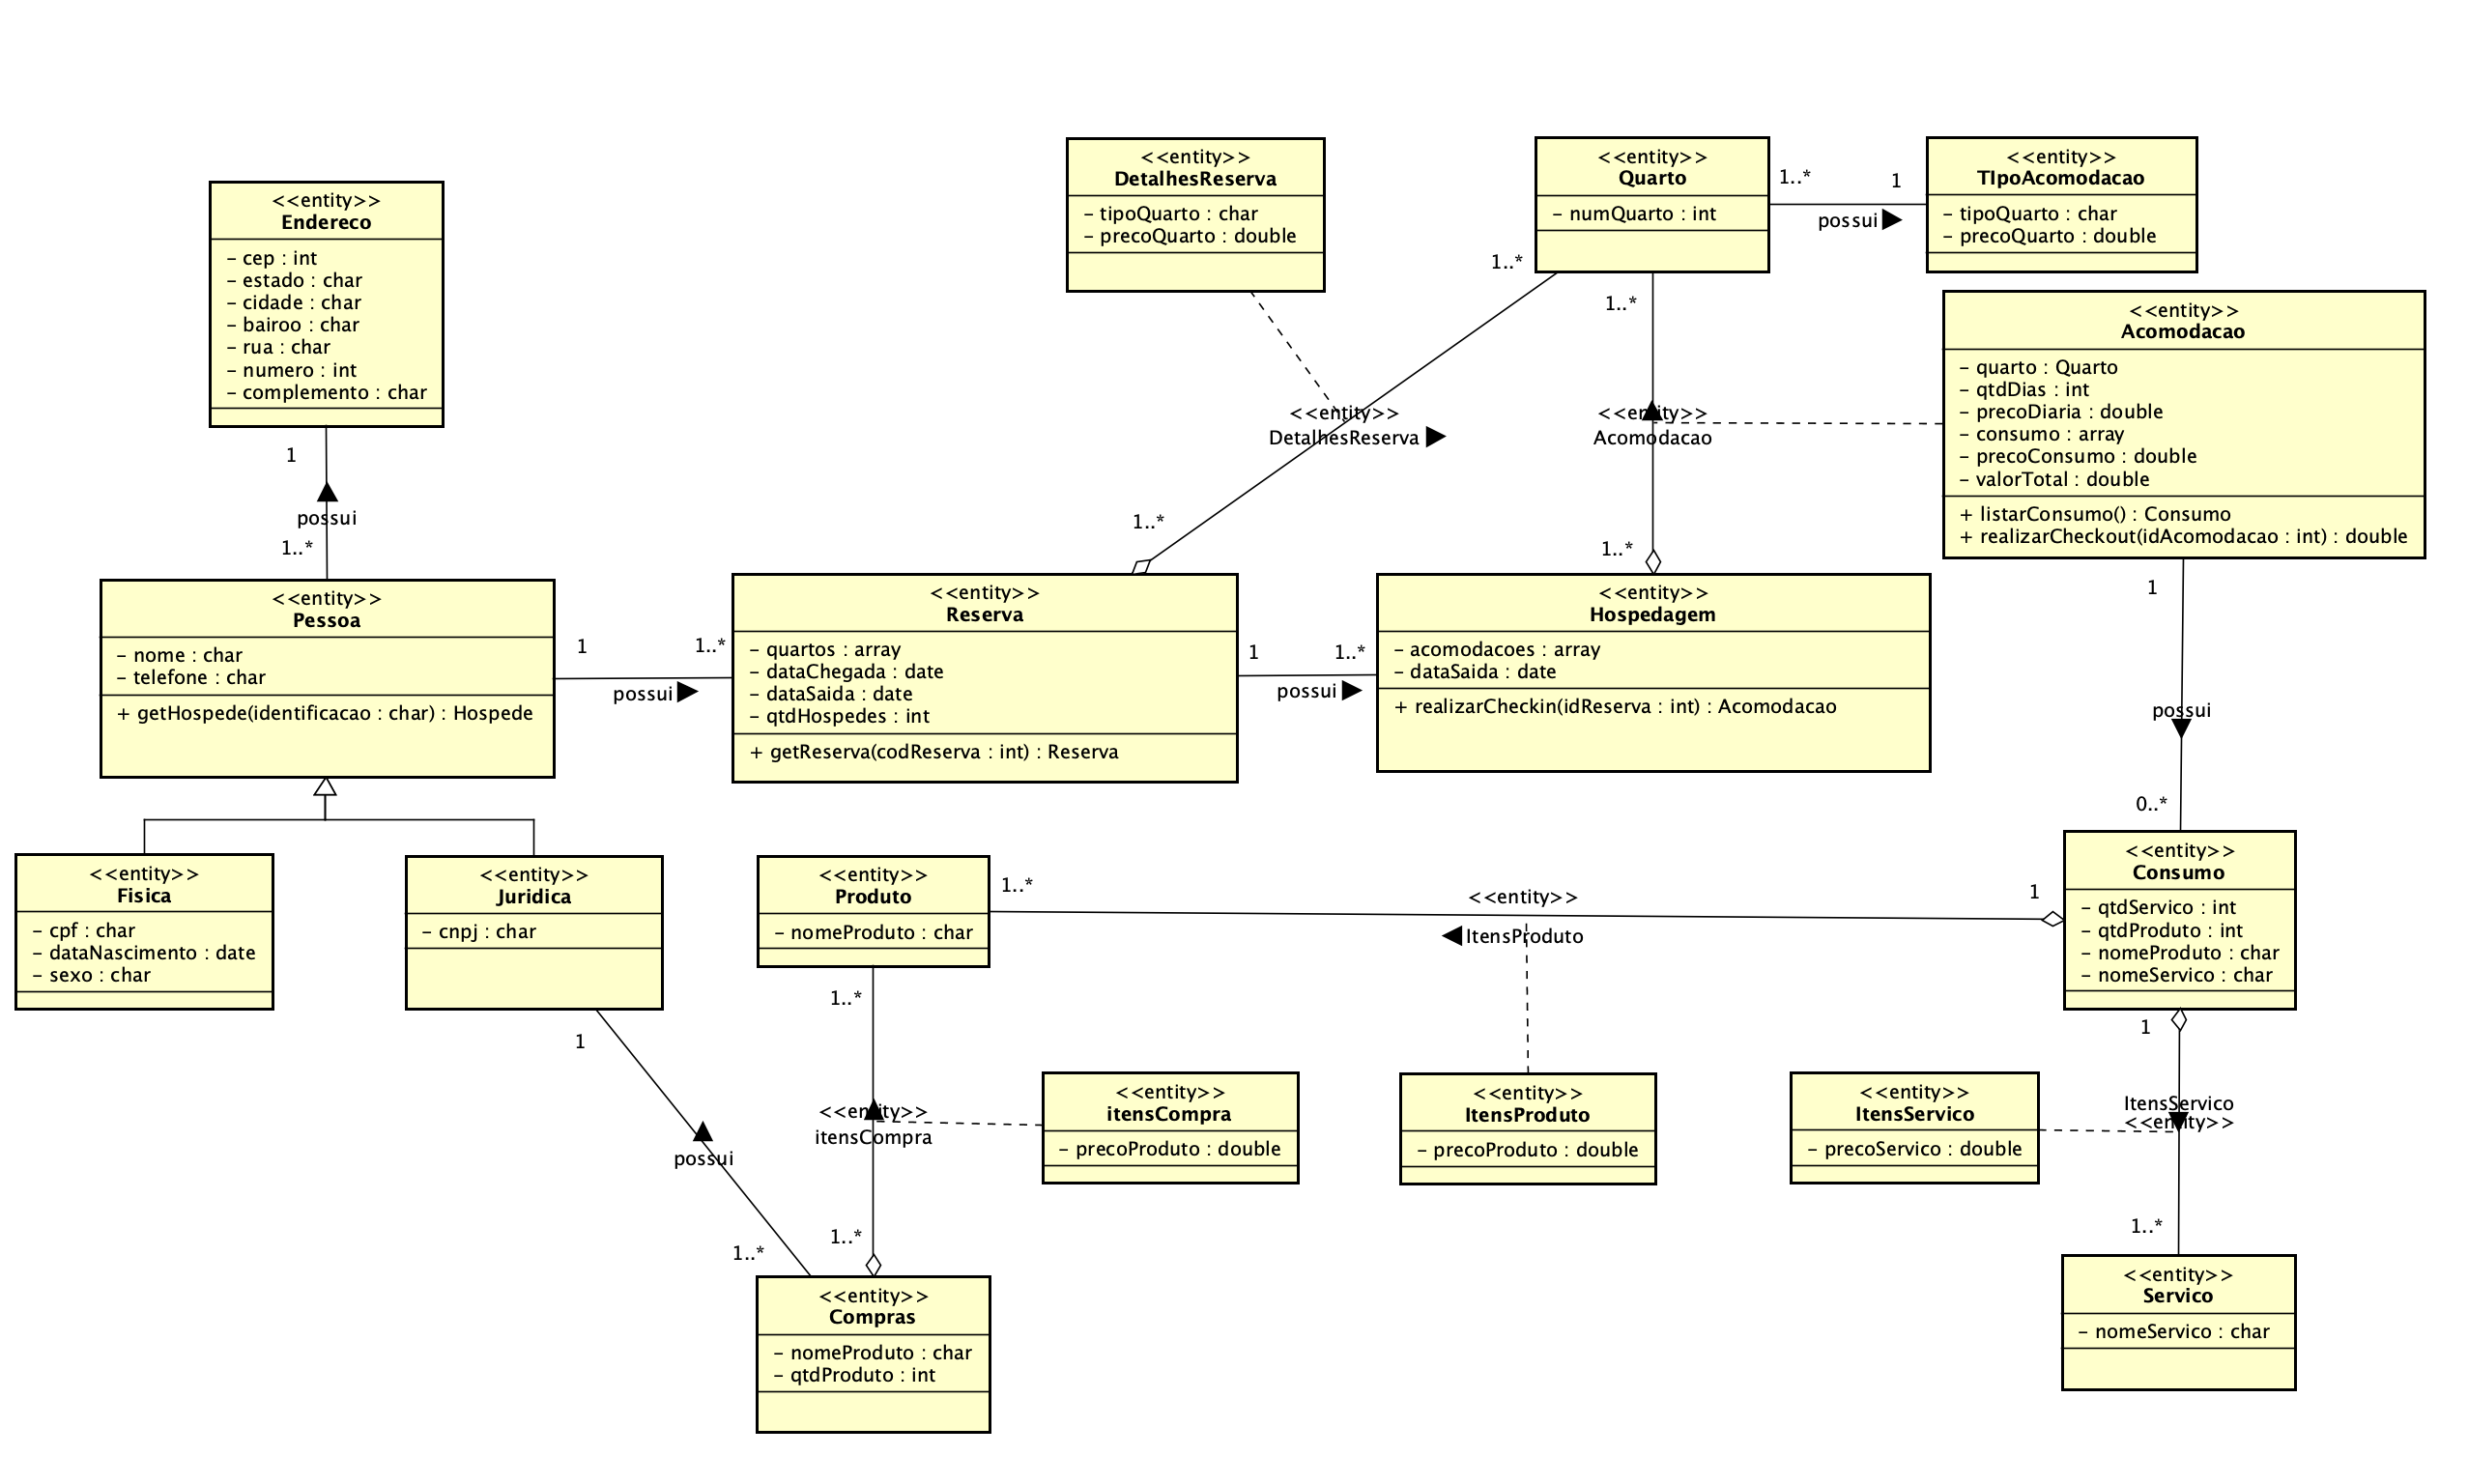 <<entity>>
DetalhesReserva
– tipoQuarto : char
– precoQuarto : double
<<entity>>
Quarto
– numQuarto : int
1..*
1
possui
<<entity>>
TIpoAcomodacao
– tipoQuarto : char
– precoQuarto : double
<<entity>>
Endereco
– cep : int
– estado : char
– cidade : char
– bairoo : char
– rua : char
– numero : int
– complemento : char
1..*
1..*
<<entity>>
Acomodacao
– quarto : Quarto
– qtdDias : int
– precoDiaria : double
– consumo : array
– precoConsumo : double
– valorTotal : double
+ listarConsumo() : Consumo
+ realizarCheckout(idAcomodacao : int) : double
<<entity>>
DetalhesReserva
<<entity>>
Acomodacao
1
possui
1..*
1..*
1..*
<<entity>>
Pessoa
– nome : char
– telefone : char
+ getHospede(identificacao : char) : Hospede
1
1..*
possui
<<entity>>
Reserva
– quartos : array
– dataChegada : date
– dataSaida : date
– qtdHospedes : int
+ getReserva(codReserva : int) : Reserva
1
1..*
possui
<<entity>>
Hospedagem
– acomodacoes : array
– dataSaida : date
+ realizarCheckin(idReserva : int) : Acomodacao
1
possui
0..*
<<entity>>
Fisica
– cpf : char
– dataNascimento : date
– sexo : char
<<entity>>
Juridica
– cnpj : char
<<entity>>
Produto
– nomeProduto : char
1..*
<<entity>>
ItensProduto
1
<<entity>>
Consumo
– qtdServico : int
– qtdProduto : int
– nomeProduto : char
– nomeServico : char
1
possui
1..*
1..*
<<entity>>
itensCompra
1..*
<<entity>>
itensCompra
– precoProduto : double
<<entity>>
ItensProduto
– precoProduto : double
<<entity>>
ItensServico
– precoServico : double
1
ItensServico
<<entity>>
1..*
<<entity>>
Compras
– nomeProduto : char
– qtdProduto : int
<<entity>>
Servico
– nomeServico : char